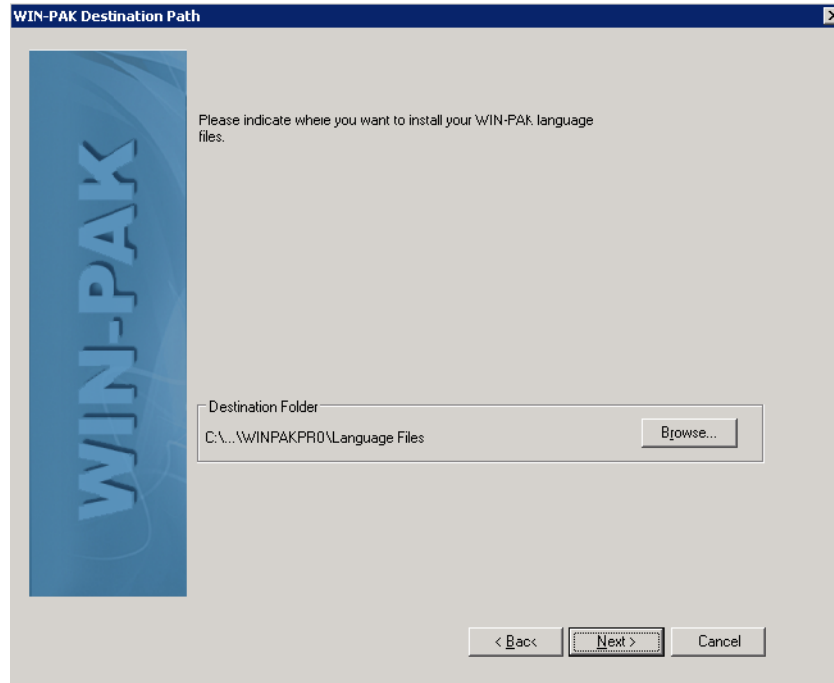 WIN-PAK Destination Path
WIN-PAK
Please indicate where you want to install your WIN-PAK language
files.
Destination Folder
C:\...\WINPAKPRO\Language Files
Browse...
< Back
Next >
Cancel